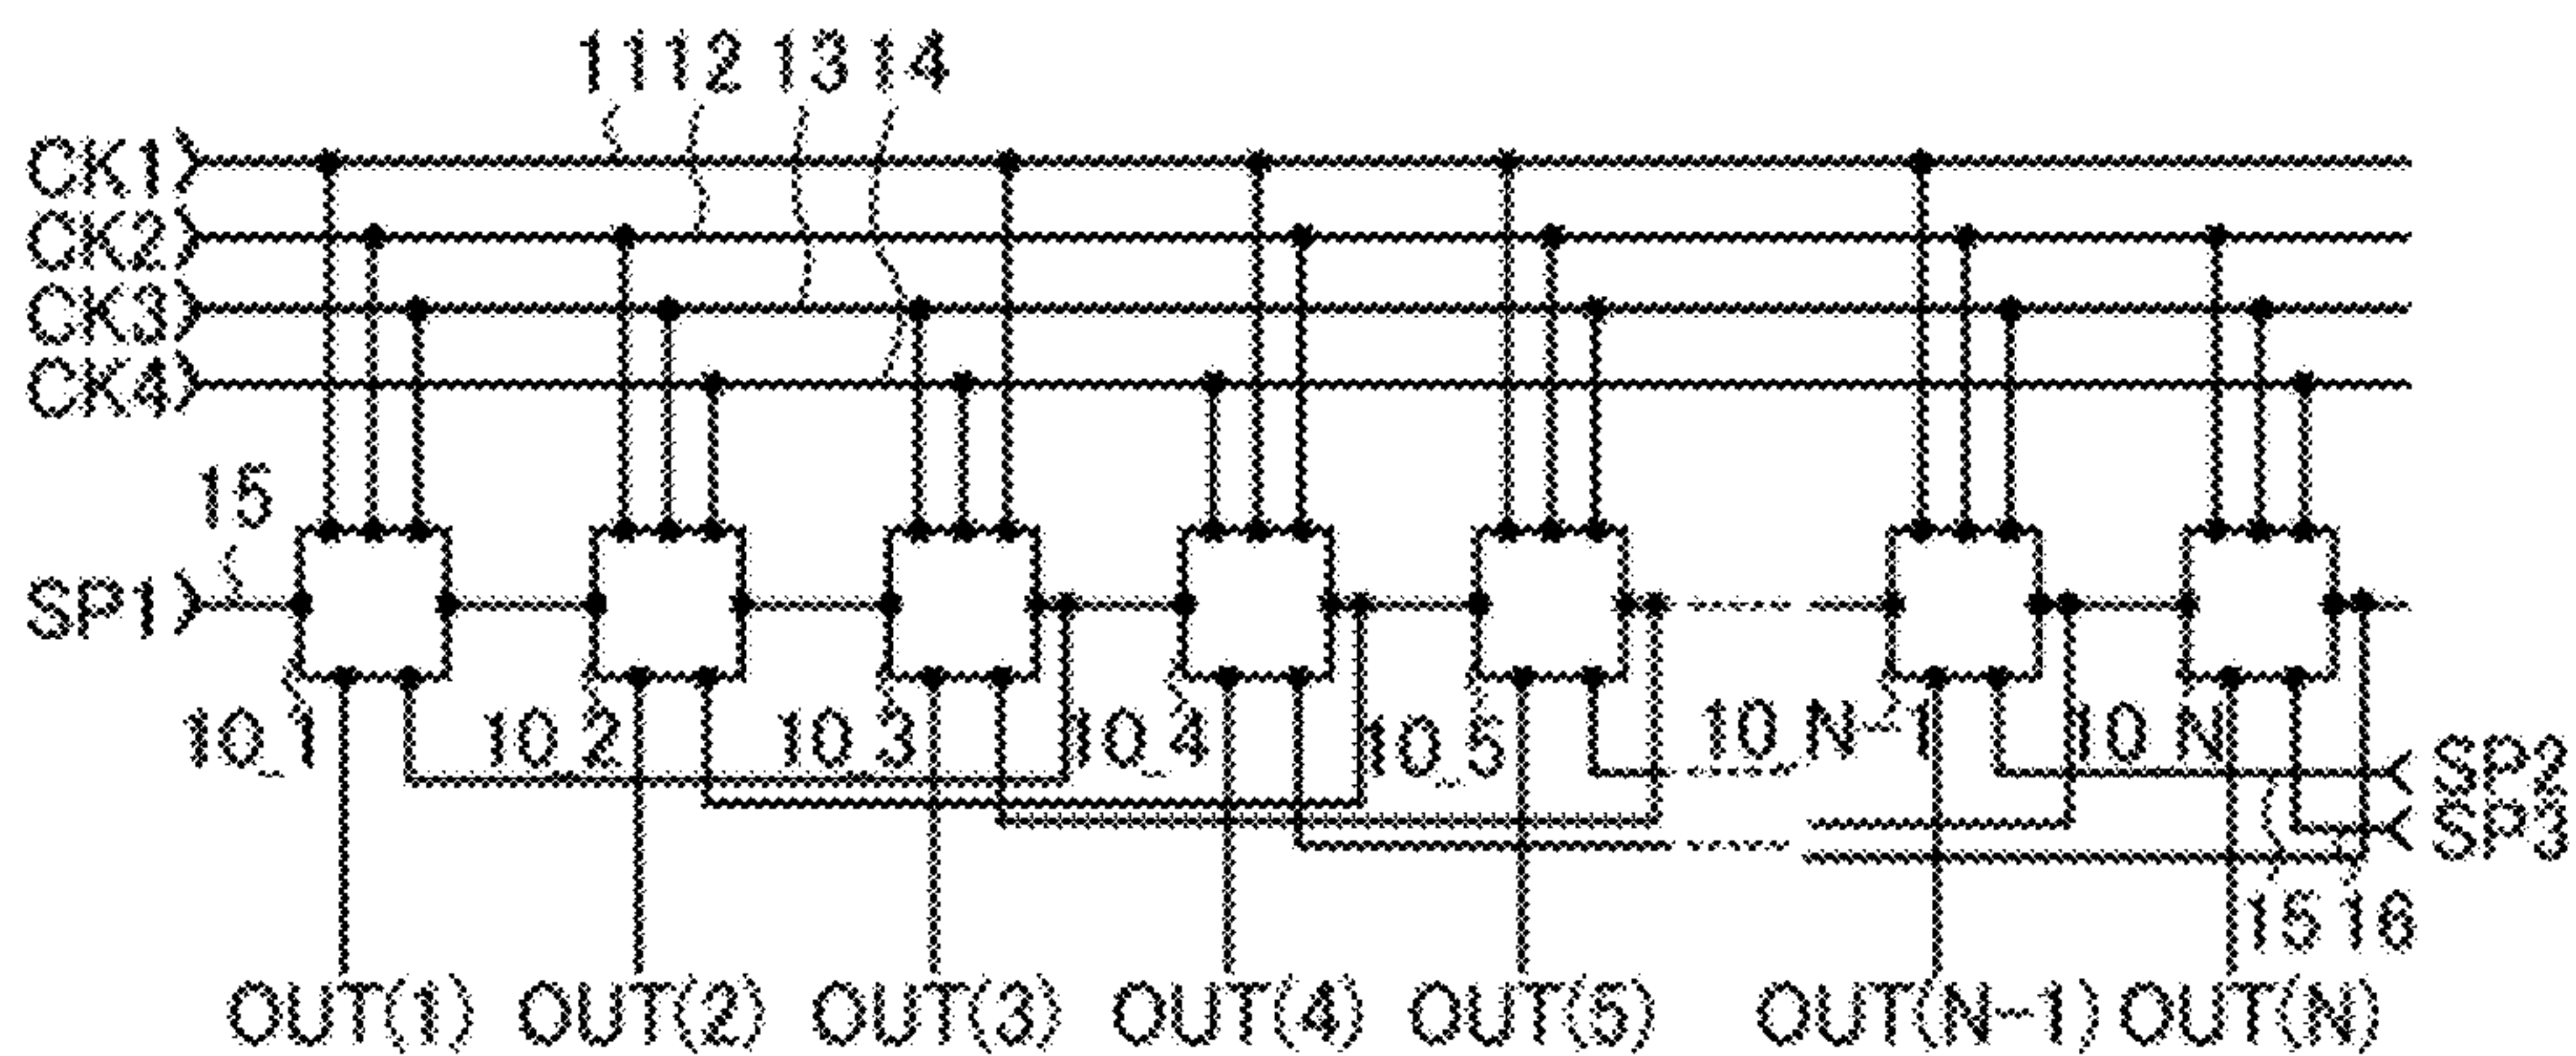 11 12 13 14
CK1
CK2
CK3
CK4
15
SP1
10_1 10_2 10_3 10_4 10_5 10_N-1 10_N
SP2
SP3
15 16
OUT(1) OUT(2) OUT(3) OUT(4) OUT(5) OUT(N-1) OUT(N)